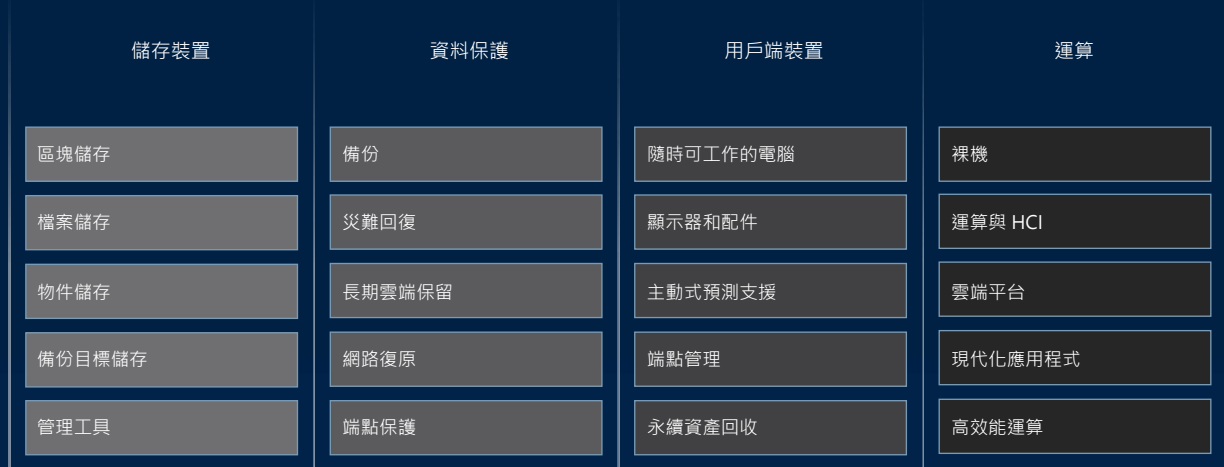 儲存裝置
區塊儲存
檔案儲存
物件儲存
備份目標儲存
管理工具
資料保護
備份
災難回復
長期雲端保留
網路復原
端點保護
用戶端裝置
隨時可工作的電腦
顯示器和配件
主動式預測支援
端點管理
永續資產回收
運算
裸機
運算與 HCI
雲端平台
現代化應用程式
高效能運算